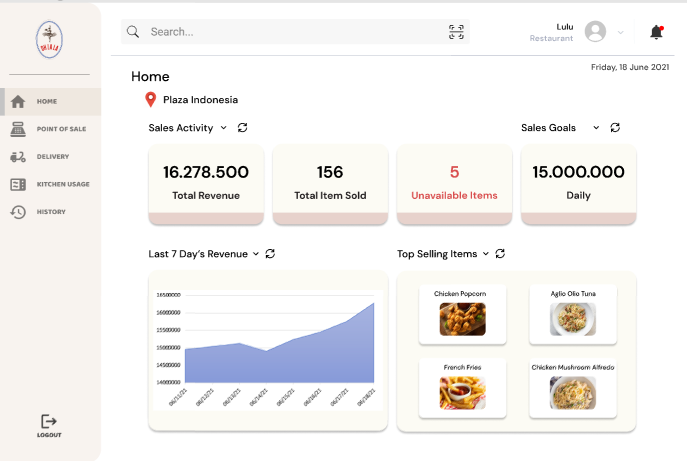 Search...
Lulu
Restaurant
Friday, 18 June 2021
HOME
POINT OF SALE
DELIVERY
KITCHEN USAGE
HISTORY
LOGOUT
Home
Plaza Indonesia
Sales Activity
Sales Goals
16.278.500
Total Revenue
156
Total Item Sold
5
Unavailable Items
15.000.000
Daily
Last 7 Day's Revenue
Top Selling Items
16500000
16000000
15500000
15000000
14500000
14000000
06/11/21
06/12/21
06/13/21
06/14/21
06/15/21
06/16/21
06/17/21
06/18/21
Chicken Popcorn
Aglio Olio Tuna
French Fries
Chicken Mushroom Alfredo